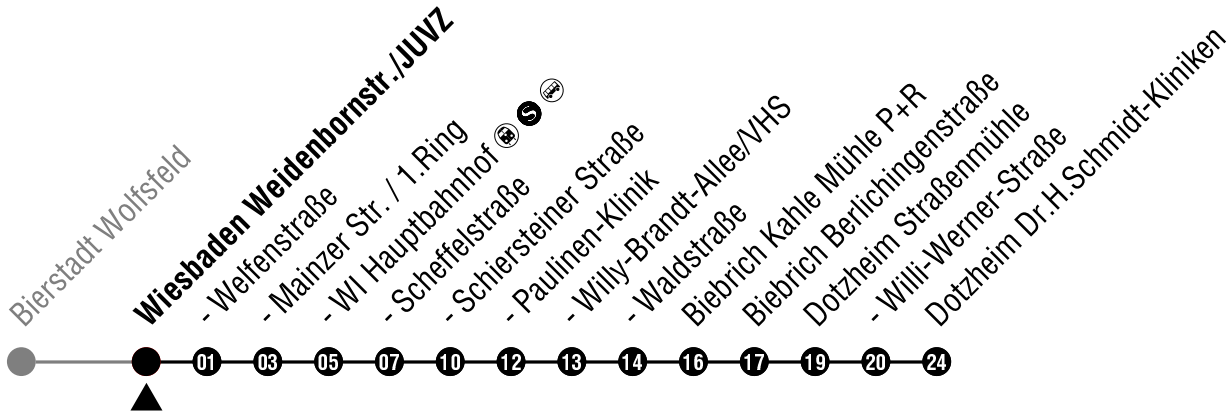 Bierstadt Wolfsfeld
Wiesbaden Weidenbornstr./JUVZ
- Welfenstraße
- Mainzer Str. / 1.Ring
- WI Hauptbahnhof S
- Scheffelstraße
- Schiersteiner Straße
- Paulinen-Klinik
- Willy-Brandt-Allee/VHS
- Waldstraße
Biebrich Kahle Mühle P+R
Biebrich Berlichingenstraße
Dotzheim Straßenmühle
- Willi-Werner-Straße
Dotzheim Dr.H.Schmidt-Kliniken
01 03 05 07 10 12 13 14 16 17 19 20 24